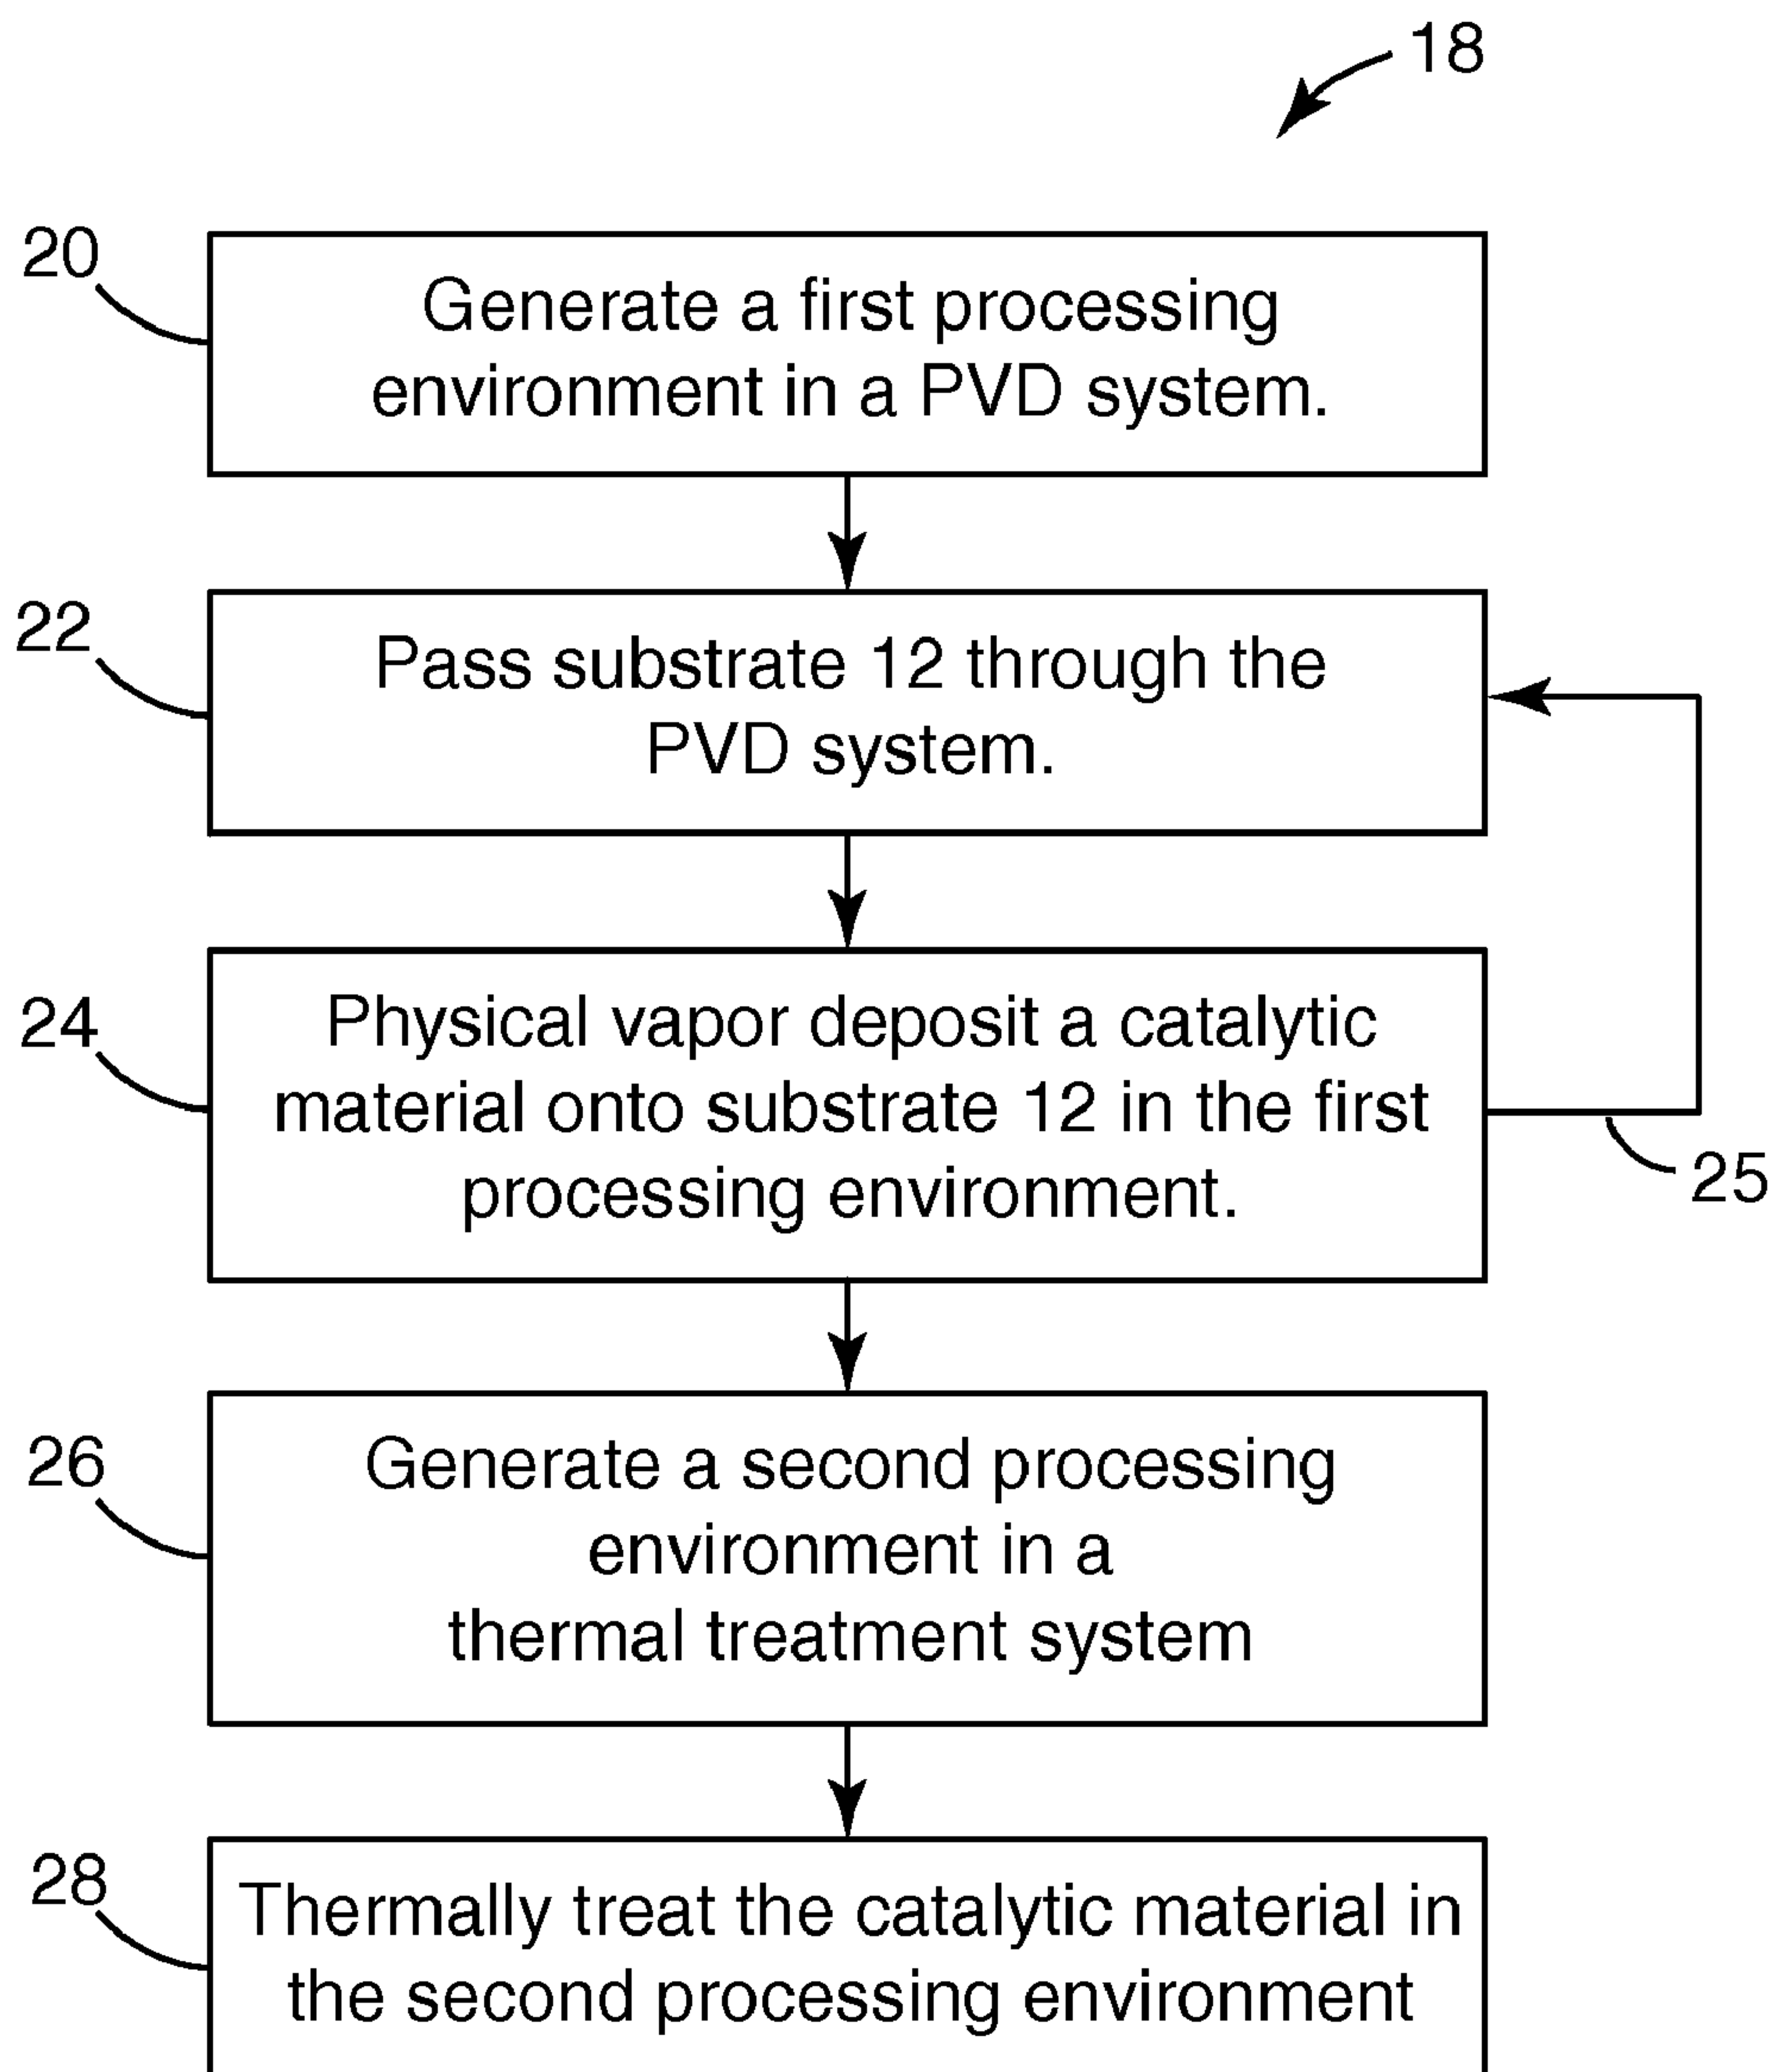 18
20
Generate a first processing
environment in a PVD system.
22
Pass substrate 12 through the
PVD system.
24
Physical vapor deposit a catalytic
material onto substrate 12 in the first
processing environment.
25
26
Generate a second processing
environment in a
thermal treatment system
28
Thermally treat the catalytic material in
the second processing environment